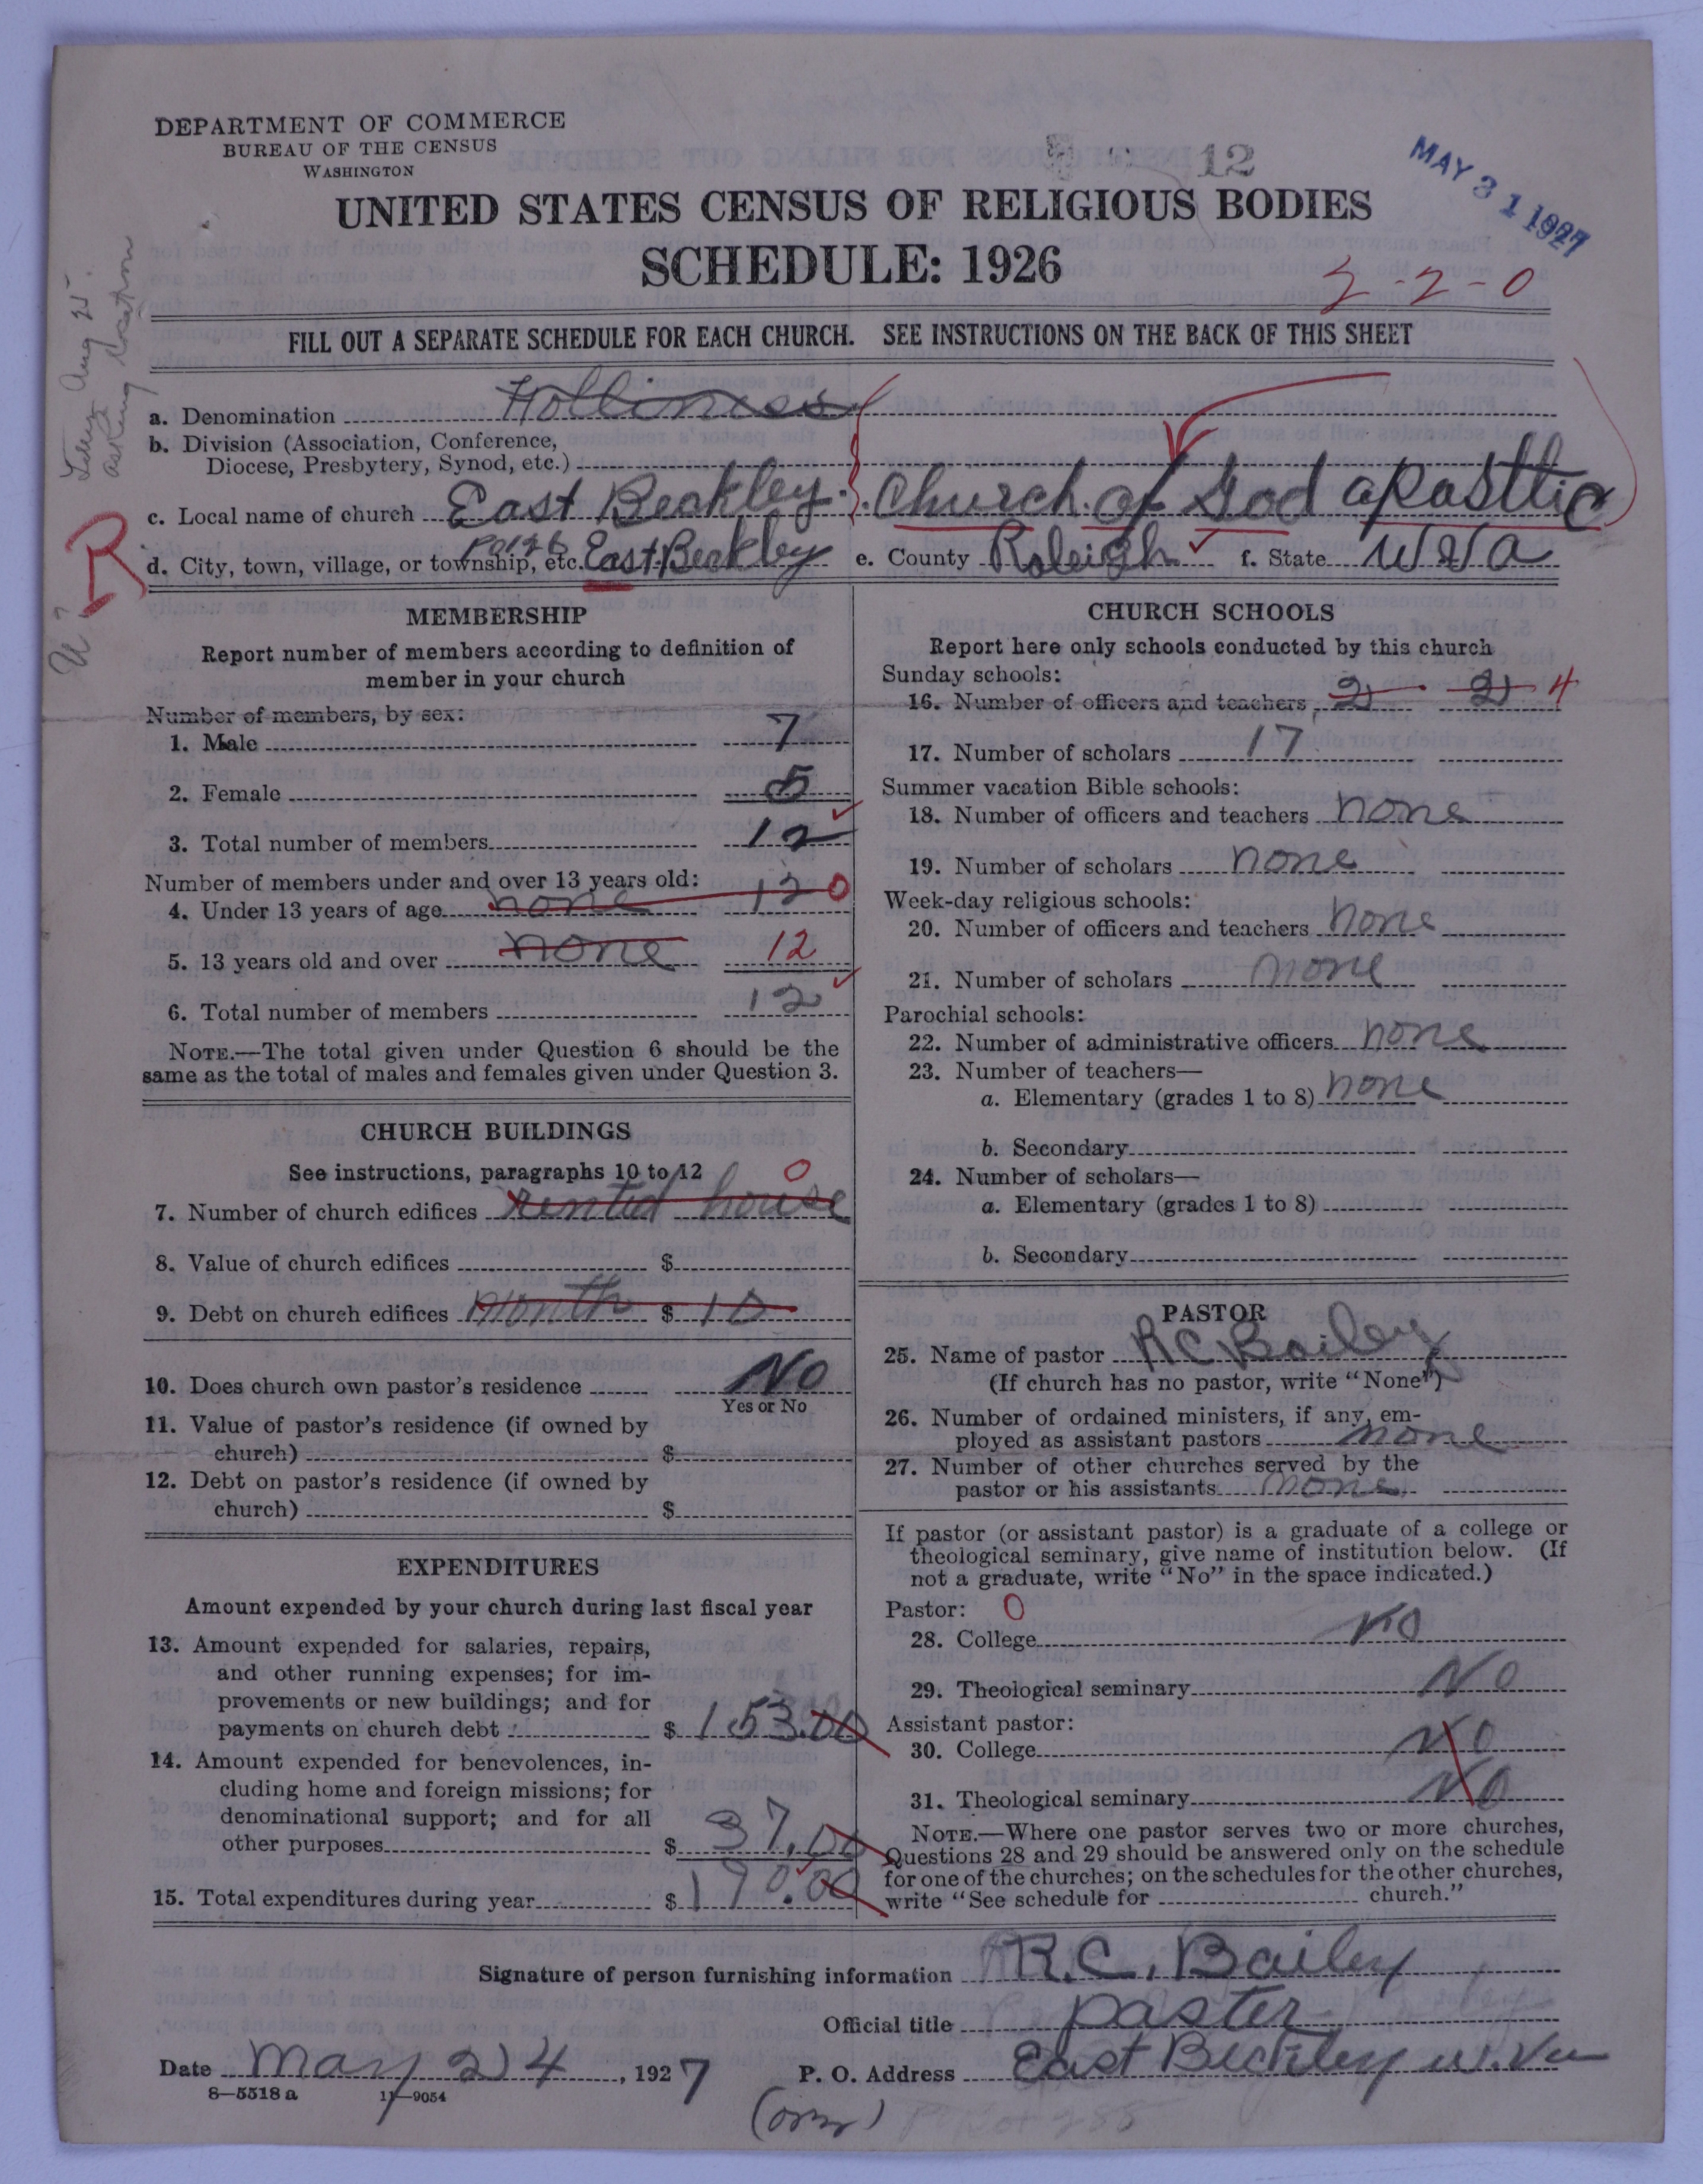 DEPARTMENT OF COMMERCE
BUREAU OF THE CENSUS
WASHINGTON
12
MAY 31 1927
UNITED STATES CENSUS OF RELIGIOUS BODIES
SCHEDULE: 1926
2-2-0
FILL OUT A SEPARATE SCHEDULE FOR EACH CHURCH. SEE INSTRUCTIONS ON THE BACK OF THIS SHEET
Aug 25.
asking location
R
a. Denomination Holliness
b. Division (Association, Conference,
Diocese, Presbytery, Synod, etc.)
c. Local name of church East Beakley. Church of God apasttic
d. City, town, village, or township, etc. East Beckley e. County Raleigh f. State W Va
MEMBERSHIP
Report number of members according to definition of
member in your church
Number of members, by sex:
1. Male 7
2. Female 5
3. Total number of members 12
Number of members under and over 13 years old:
4. Under 13 years of age none 12 0
5. 13 years old and over none 12
6. Total number of members 12
NOTE.—The total given under Question 6 should be the
same as the total of males and females given under Question 3.
CHURCH BUILDINGS
See instructions, paragraphs 10 to 12
0
7. Number of church edifices rented house
8. Value of church edifices $
9. Debt on church edifices month $ 10
10. Does church own pastor's residence No
Yes or No
11. Value of pastor's residence (if owned by
church) $
12. Debt on pastor's residence (if owned by
church) $
EXPENDITURES
Amount expended by your church during last fiscal year
13. Amount expended for salaries, repairs,
and other running expenses; for im-
provements or new buildings; and for
payments on church debt $ 153.00
14. Amount expended for benevolences, in-
cluding home and foreign missions; for
denominational support; and for all
other purposes $ 37.00
15. Total expenditures during year $ 190.00
CHURCH SCHOOLS
Report here only schools conducted by this church
Sunday schools:
16. Number of officers and teachers 2 2 4
17. Number of scholars 17
Summer vacation Bible schools:
18. Number of officers and teachers none
19. Number of scholars none
Week-day religious schools:
20. Number of officers and teachers none
21. Number of scholars none
Parochial schools:
22. Number of administrative officers none
23. Number of teachers—
a. Elementary (grades 1 to 8) none
b. Secondary
24. Number of scholars—
a. Elementary (grades 1 to 8)
b. Secondary
PASTOR
25. Name of pastor R C Bailey
(If church has no pastor, write "None")
26. Number of ordained ministers, if any, em-
ployed as assistant pastors none
27. Number of other churches served by the
pastor or his assistants none
If pastor (or assistant pastor) is a graduate of a college or
theological seminary, give name of institution below. (If
not a graduate, write "No" in the space indicated.)
Pastor: 0
28. College No
29. Theological seminary No
Assistant pastor:
30. College No
31. Theological seminary No
NOTE.—Where one pastor serves two or more churches,
Questions 28 and 29 should be answered only on the schedule
for one of the churches; on the schedules for the other churches,
write "See schedule for church."
Signature of person furnishing information R.C. Bailey
Official title paster
Date May 24, 1927 P. O. Address East Beckley W. Va
8—5518 a 11—9054
(over)